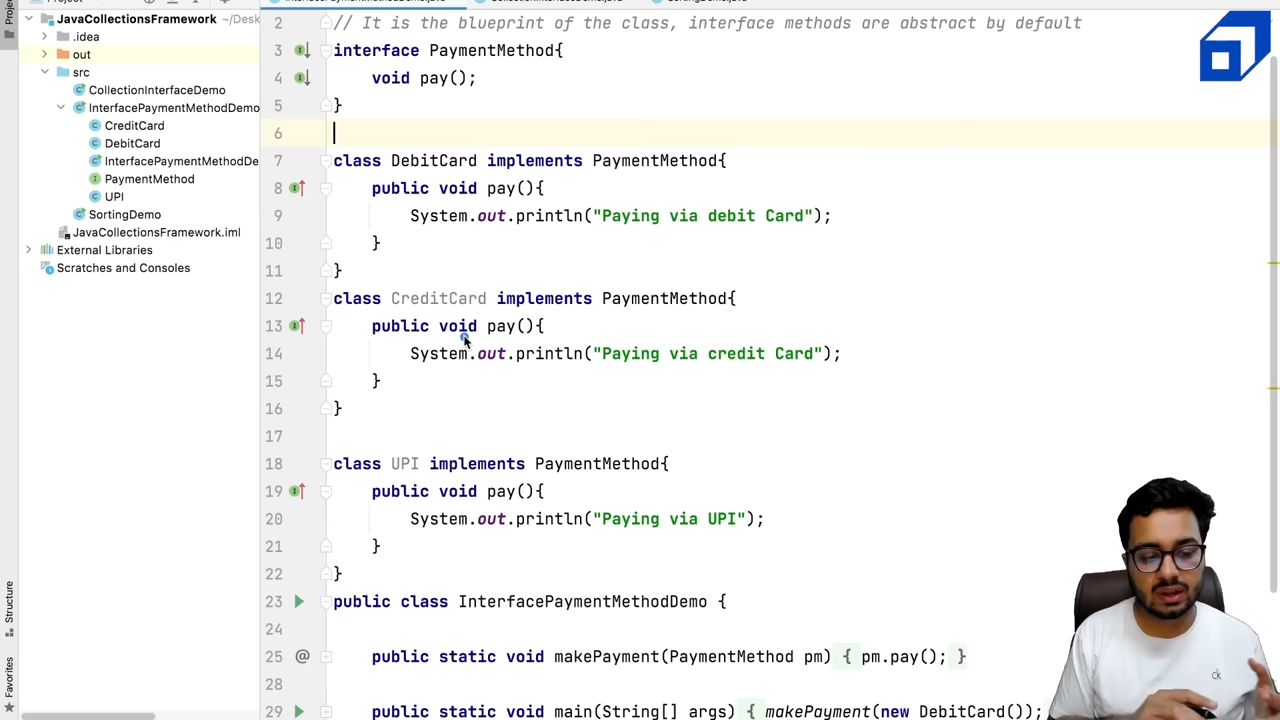 Project
JavaCollectionsFramework ~/Desk
.idea
out
src
CollectionInterfaceDemo
InterfacePaymentMethodDemo
CreditCard
DebitCard
InterfacePaymentMethodDe
PaymentMethod
UPI
SortingDemo
JavaCollectionsFramework.iml
External Libraries
Scratches and Consoles
Structure
Favorites
2 // It is the blueprint of the class, interface methods are abstract by default
3 interface PaymentMethod{
4 void pay();
5 }
6
7 class DebitCard implements PaymentMethod{
8 public void pay(){
9 System.out.println("Paying via debit Card");
10 }
11 }
12 class CreditCard implements PaymentMethod{
13 public void pay(){
14 System.out.println("Paying via credit Card");
15 }
16 }
17
18 class UPI implements PaymentMethod{
19 public void pay(){
20 System.out.println("Paying via UPI");
21 }
22 }
23 public class InterfacePaymentMethodDemo {
24
25 @ public static void makePayment(PaymentMethod pm) { pm.pay(); }
28
29 public static void main(String[] args) { makePayment(new DebitCard());
ck